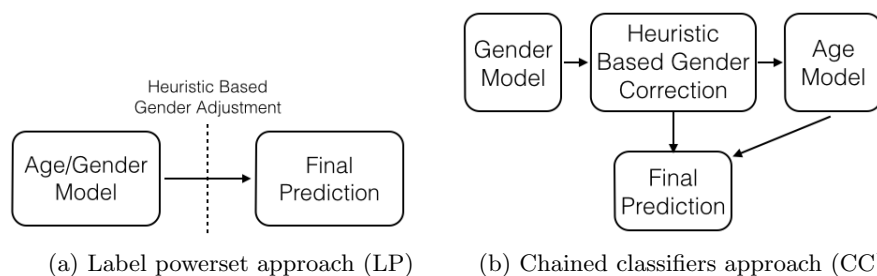 Heuristic Based
Gender Adjustment
Age/Gender
Model
Final
Prediction
(a) Label powerset approach (LP)
Gender
Model
Heuristic
Based Gender
Correction
Age
Model
Final
Prediction
(b) Chained classifiers approach (CC